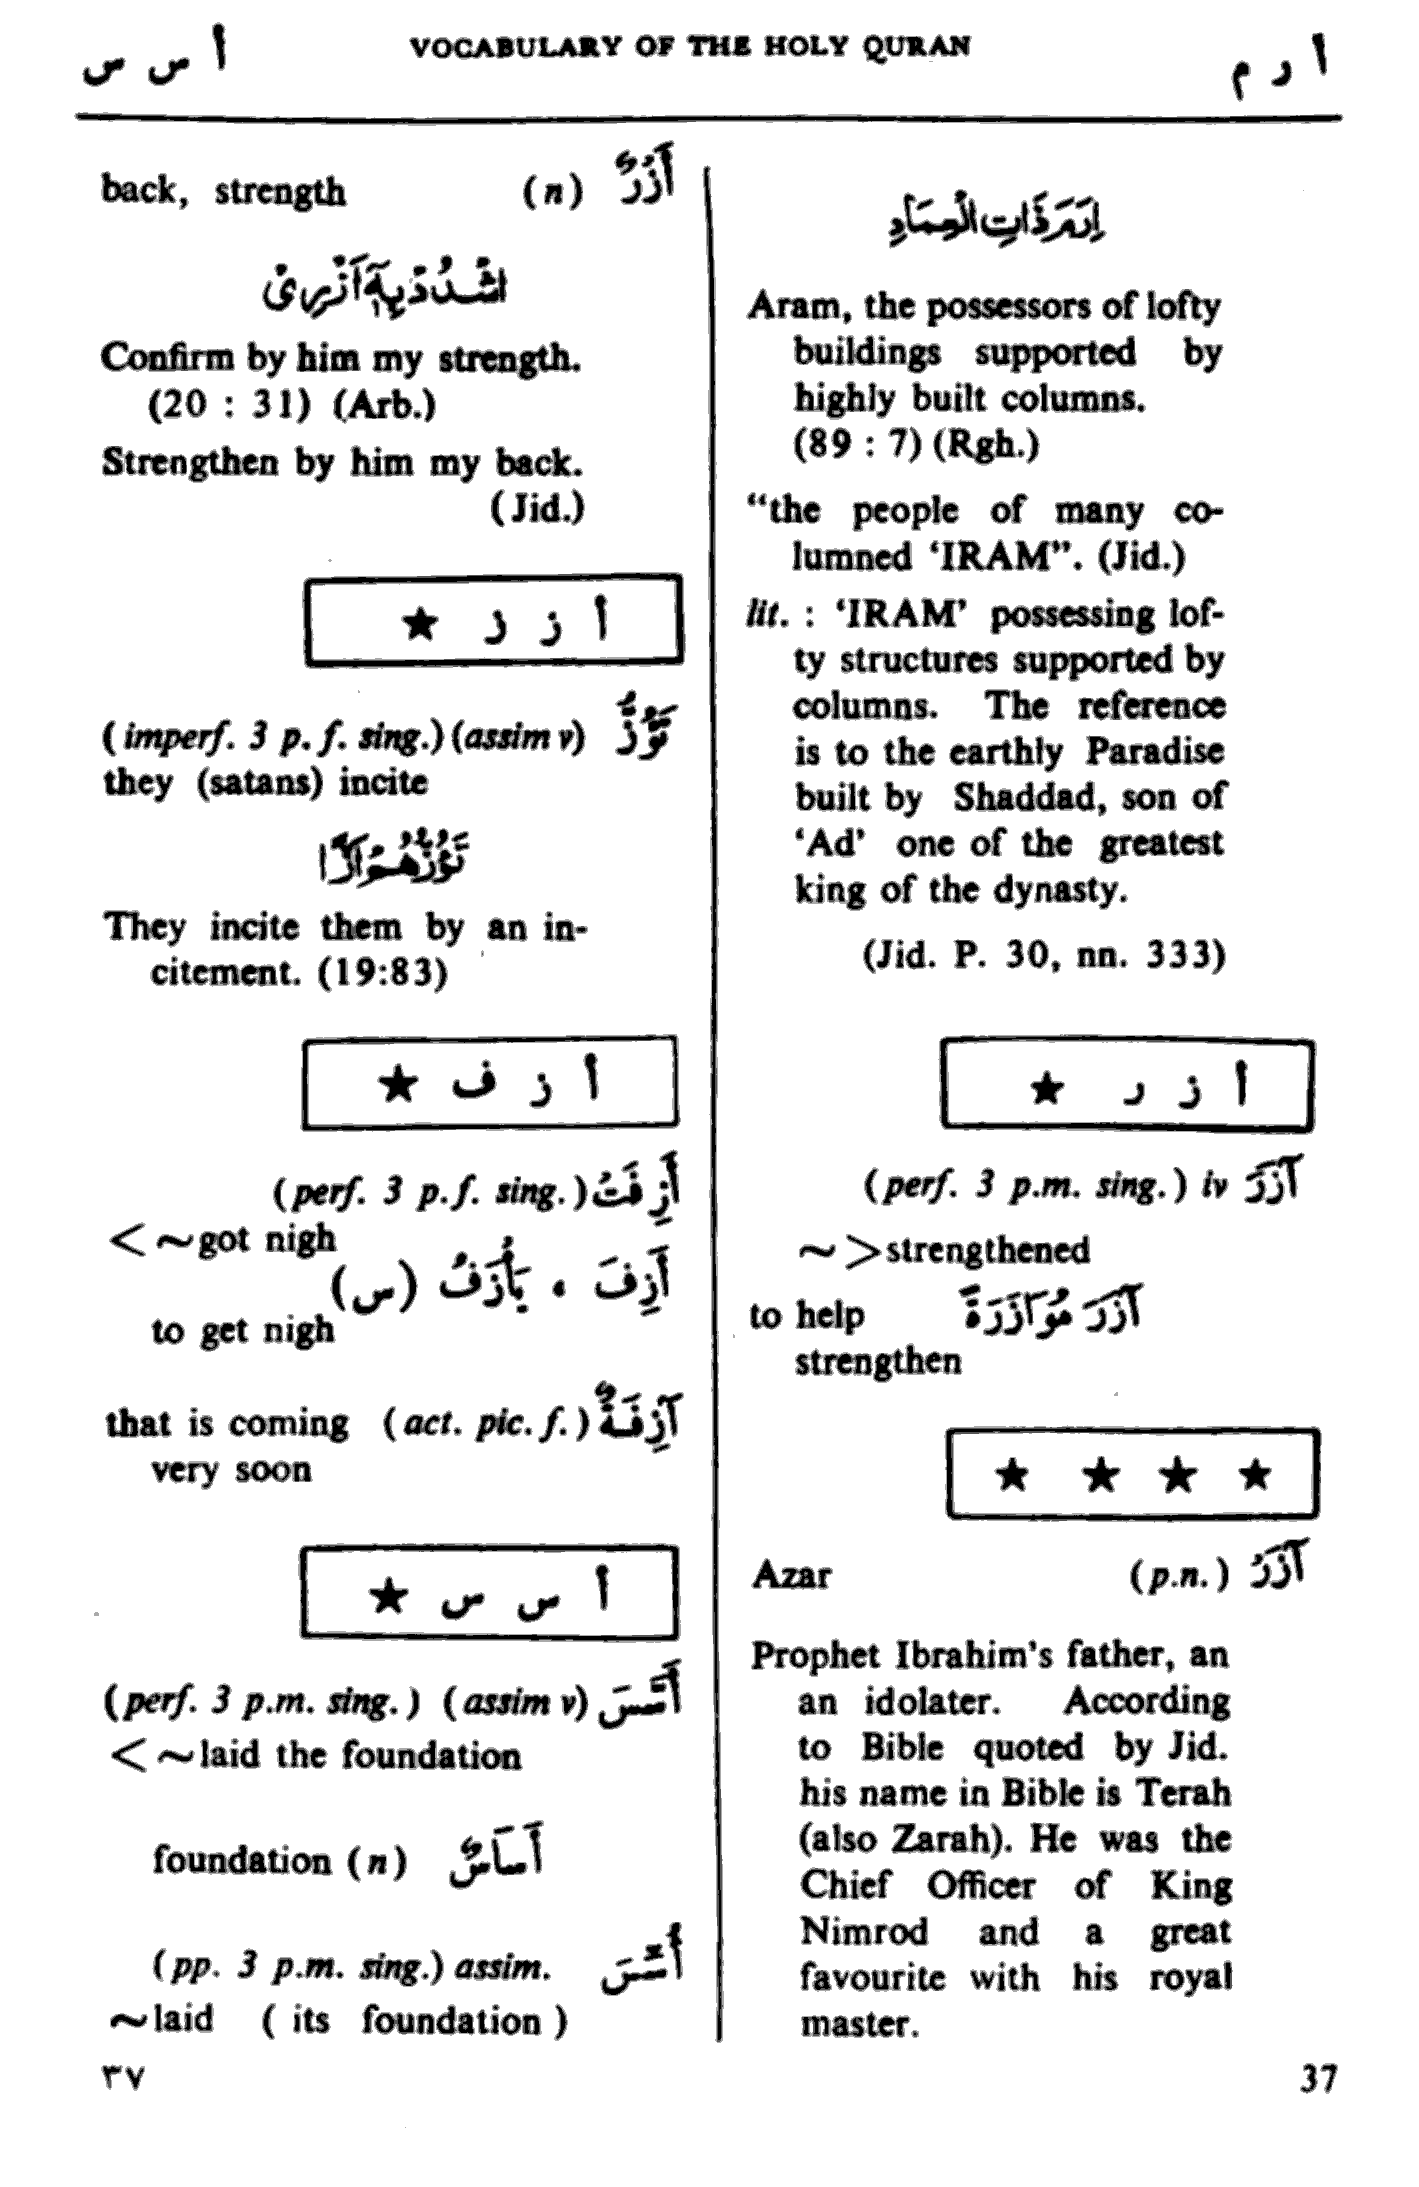 أ ر م
VOCABULARY OF THE HOLY QURAN
أ س س
اِرَمَ ذَاتِ الْعِمَادِ
Aram, the possessors of lofty
buildings supported by
highly built columns.
(89 : 7) (Rgh.)
“the people of many co-
lumned ‘IRAM”. (Jid.)
lit. : ‘IRAM’ possessing lof-
ty structures supported by
columns. The reference
is to the earthly Paradise
built by Shaddad, son of
‘Ad’ one of the greatest
king of the dynasty.
(Jid. P. 30, nn. 333)
أ ز ر ★
(perf. 3 p.m. sing.) iv آزَرَ
~ >strengthened
to help آزَرَ مُوَازَرَةً
strengthen
★ ★ ★ ★
Azar (p.n.) آزَرُ
Prophet Ibrahim's father, an
an idolater. According
to Bible quoted by Jid.
his name in Bible is Terah
(also Zarah). He was the
Chief Officer of King
Nimrod and a great
favourite with his royal
master.
back, strength (n) أَزْرٌ
اشْدُدْ بِهٖٓ اَزْرِیْ
Confirm by him my strength.
(20 : 31) (Arb.)
Strengthen by him my back.
(Jid.)
أ ز ز ★
(imperf. 3 p. f. sing.) (assim v) تَؤُزُّ
they (satans) incite
تَؤُزُّهُمْ اَزًّا
They incite them by an in-
citement. (19:83)
أ ز ف ★
(perf. 3 p.f. sing.) أَزِفَتْ
< ~got nigh
أَزِفَ ، يَأْزَفُ (س)
to get nigh
that is coming (act. pic. f.) آزِفَةٌ
very soon
أ س س ★
(perf. 3 p.m. sing.) (assim v) أَسَّسَ
< ~laid the foundation
foundation (n) أَسَاسٌ
(pp. 3 p.m. sing.) assim. أُسِّسَ
~laid ( its foundation )
٣٧
37